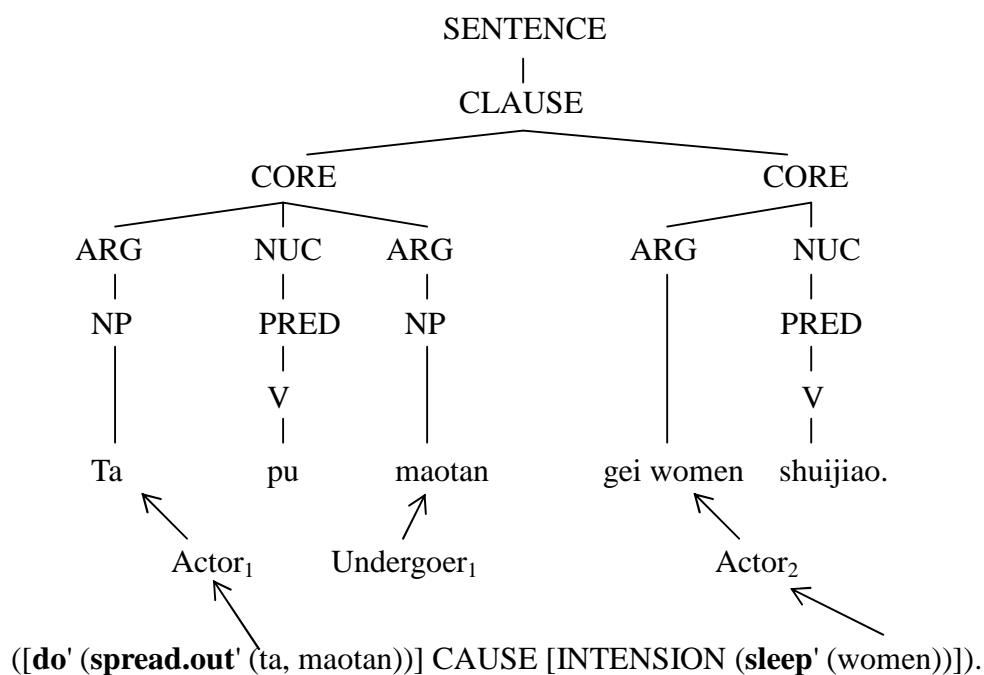 SENTENCE
CLAUSE
CORE CORE
ARG NUC ARG ARG NUC
NP PRED NP PRED
V V
Ta pu maotan gei women shuijiao.
Actor₁ Undergoer₁ Actor₂
([do' (spread.out' (ta, maotan))] CAUSE [INTENSION (sleep' (women))]).